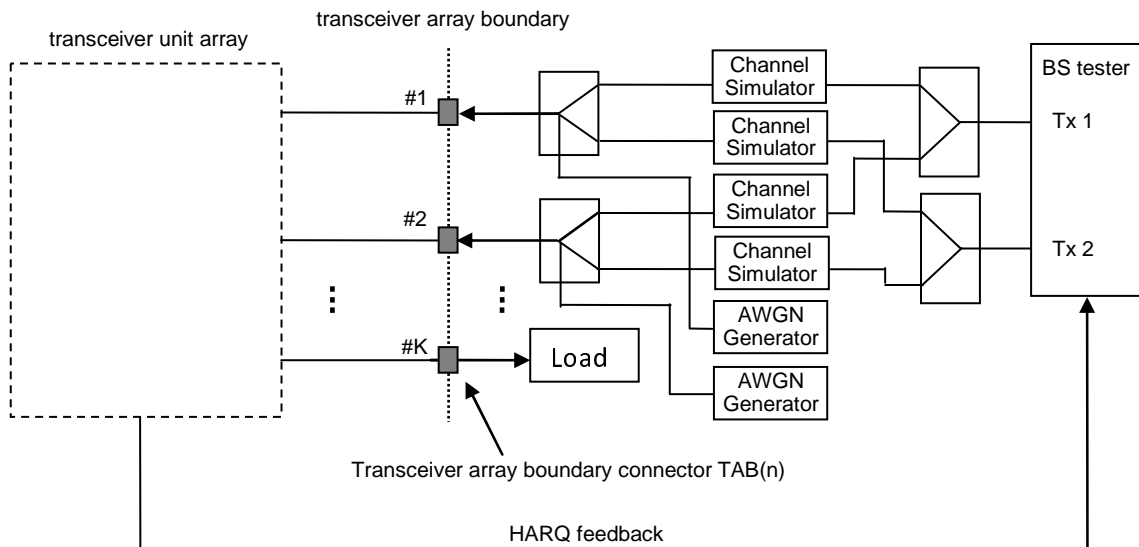 transceiver array boundary
transceiver unit array
#1
#2
#K
Load
Channel
Simulator
Channel
Simulator
Channel
Simulator
Channel
Simulator
AWGN
Generator
AWGN
Generator
BS tester
Tx 1
Tx 2
Transceiver array boundary connector TAB(n)
HARQ feedback